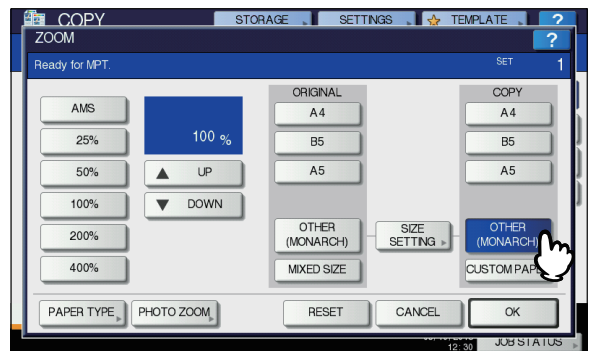 COPY
STORAGE
SETTINGS
TEMPLATE
?
ZOOM
?
Ready for MPT.
SET
1
ORIGINAL
COPY
AMS
100 %
A4
A4
25%
B5
B5
50%
UP
A5
A5
100%
DOWN
200%
OTHER
(MONARCH)
SIZE
SETTING
OTHER
(MONARCH)
400%
MIXED SIZE
CUSTOM
PAPER TYPE
PHOTO ZOOM
RESET
CANCEL
OK
12:30
JOB STATUS